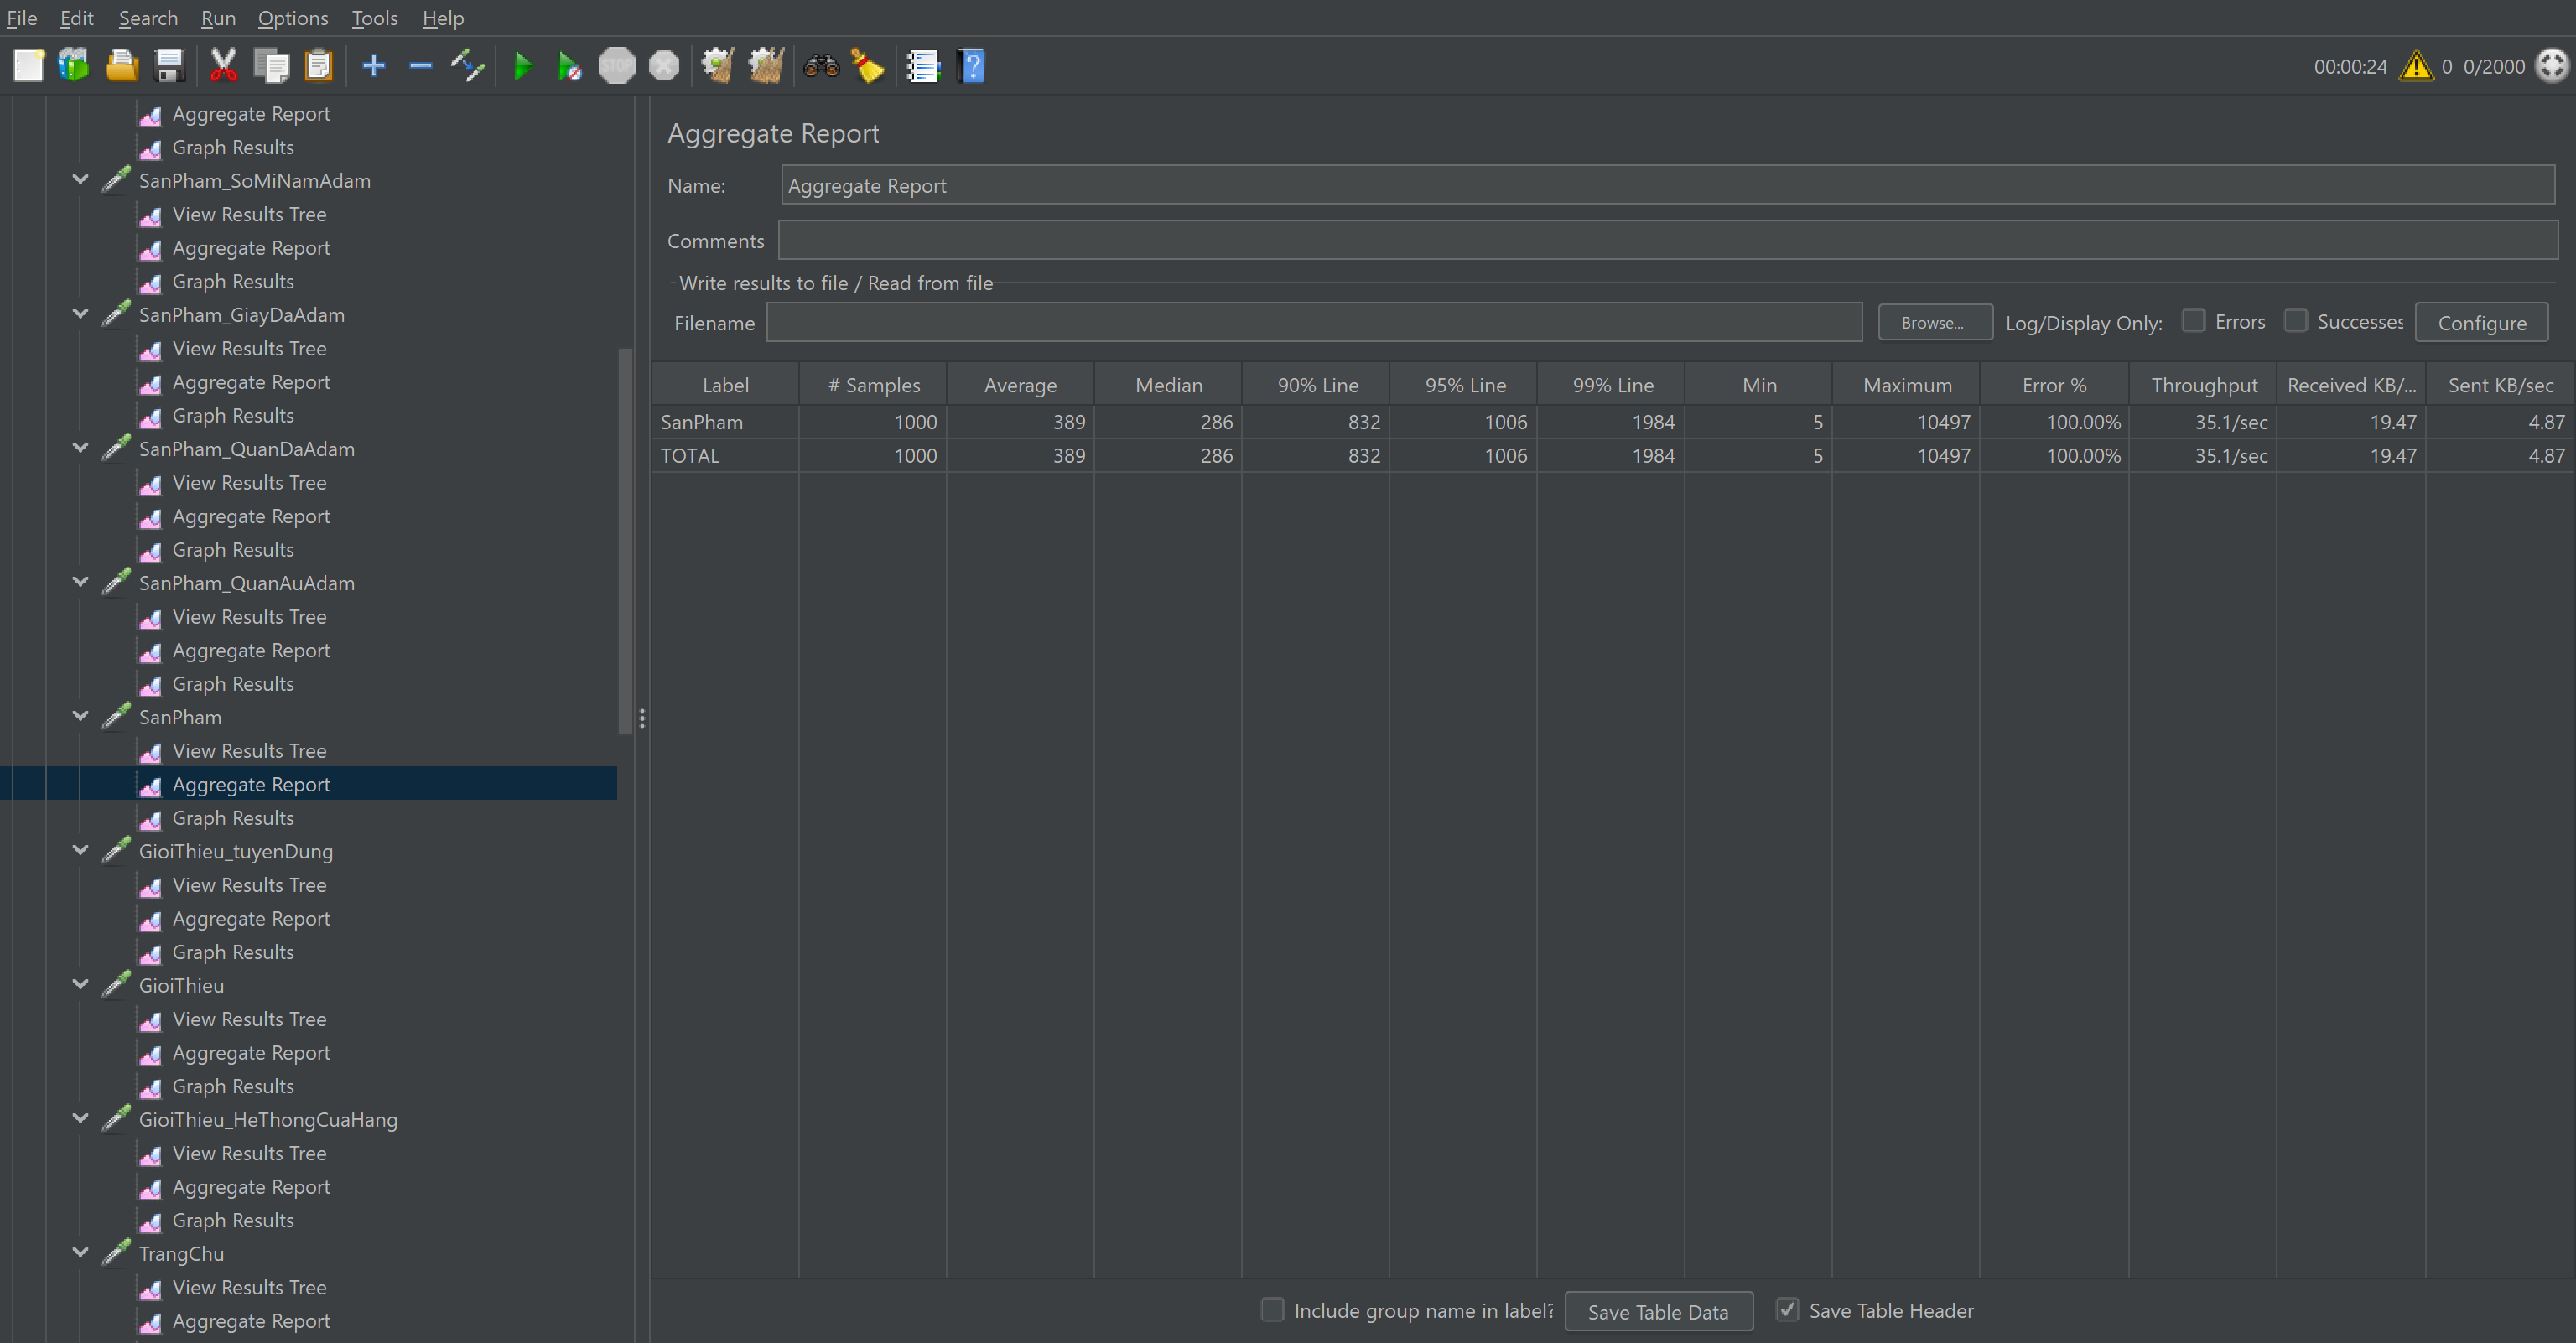 File Edit Search Run Options Tools Help
STOP
00:00:24 0 0/2000
Aggregate Report
Graph Results
SanPham_SoMiNamAdam
View Results Tree
Aggregate Report
Graph Results
SanPham_GiayDaAdam
View Results Tree
Aggregate Report
Graph Results
SanPham_QuanDaAdam
View Results Tree
Aggregate Report
Graph Results
SanPham_QuanAuAdam
View Results Tree
Aggregate Report
Graph Results
SanPham
View Results Tree
Aggregate Report
Graph Results
GioiThieu_tuyenDung
View Results Tree
Aggregate Report
Graph Results
GioiThieu
View Results Tree
Aggregate Report
Graph Results
GioiThieu_HeThongCuaHang
View Results Tree
Aggregate Report
Graph Results
TrangChu
View Results Tree
Aggregate Report
Aggregate Report
Name: Aggregate Report
Comments:
Write results to file / Read from file
Filename Browse... Log/Display Only: Errors Successes Configure
Label # Samples Average Median 90% Line 95% Line 99% Line Min Maximum Error % Throughput Received KB/... Sent KB/sec
SanPham 1000 389 286 832 1006 1984 5 10497 100.00% 35.1/sec 19.47 4.87
TOTAL 1000 389 286 832 1006 1984 5 10497 100.00% 35.1/sec 19.47 4.87
Include group name in label? Save Table Data Save Table Header